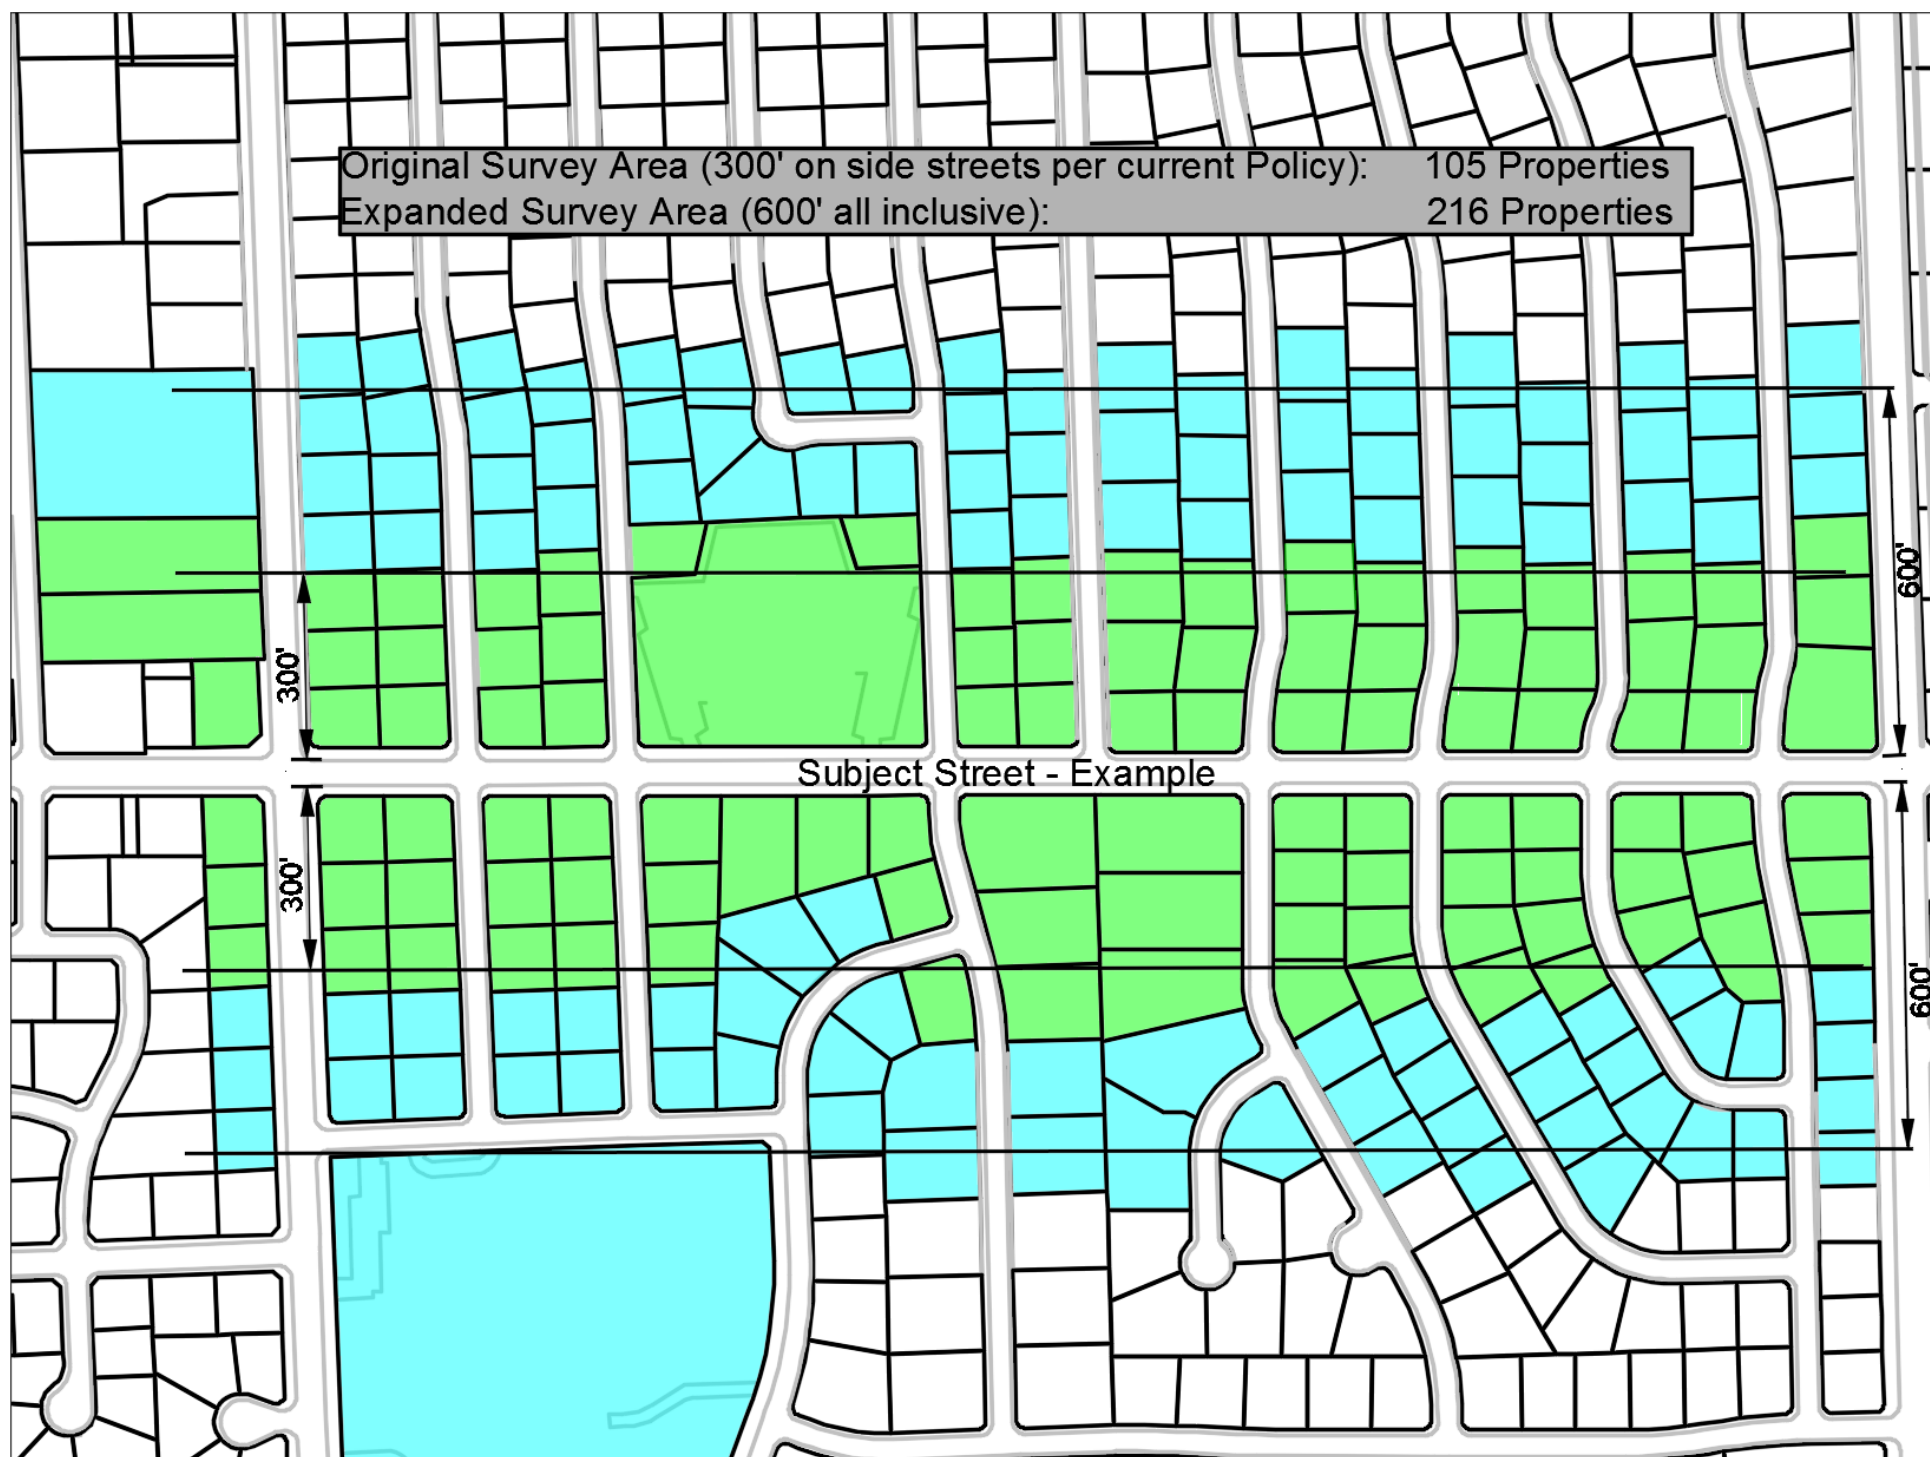 Original Survey Area (300' on side streets per current Policy): 105 Properties
Expanded Survey Area (600' all inclusive): 216 Properties
600'
300'
Subject Street - Example
300'
600'